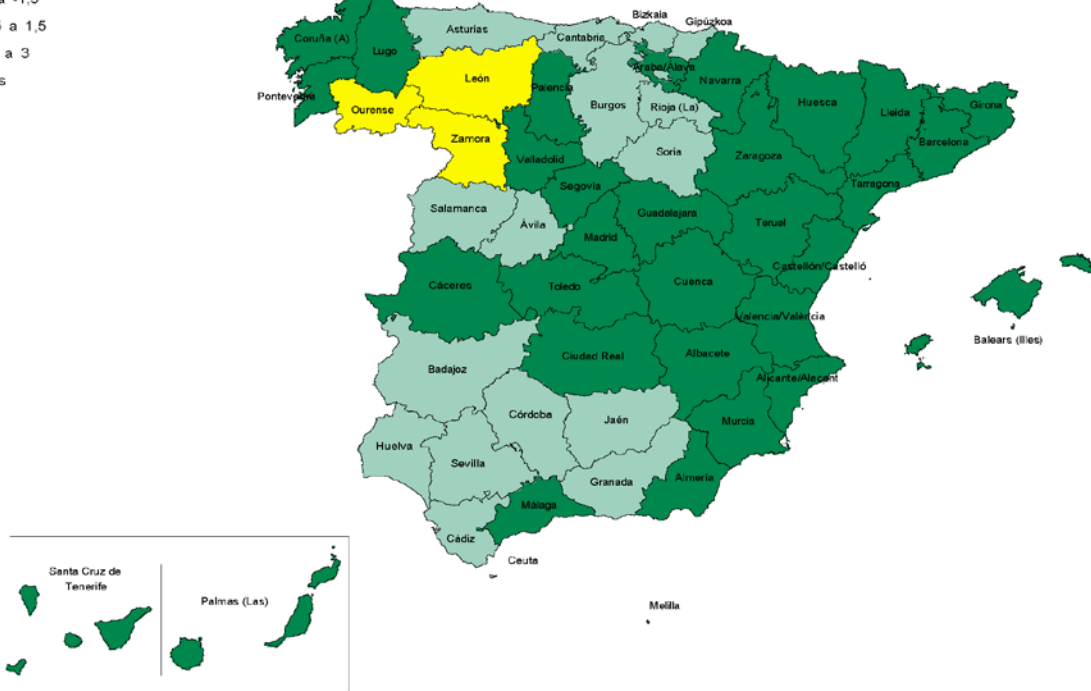 a -1,5
a 1,5
a 3
s
Bizkaia
Gipúzkoa
Asturias
Cantabria
Coruña (A)
Lugo
Araba/Álava
Navarra
León
Palencia
Huesca
Lleida
Girona
Pontevedra
Ourense
Burgos
Rioja (La)
Zamora
Barcelona
Soria
Zaragoza
Valladolid
Tarragona
Segovia
Salamanca
Guadalajara
Ávila
Teruel
Madrid
Castellón/Castelló
Cáceres
Toledo
Cuenca
Valencia/València
Balears (Illes)
Ciudad Real
Albacete
Badajoz
Alicante/Alacant
Córdoba
Jaén
Murcia
Huelva
Sevilla
Granada
Almería
Málaga
Cádiz
Ceuta
Santa Cruz de
Tenerife
Palmas (Las)
Melilla